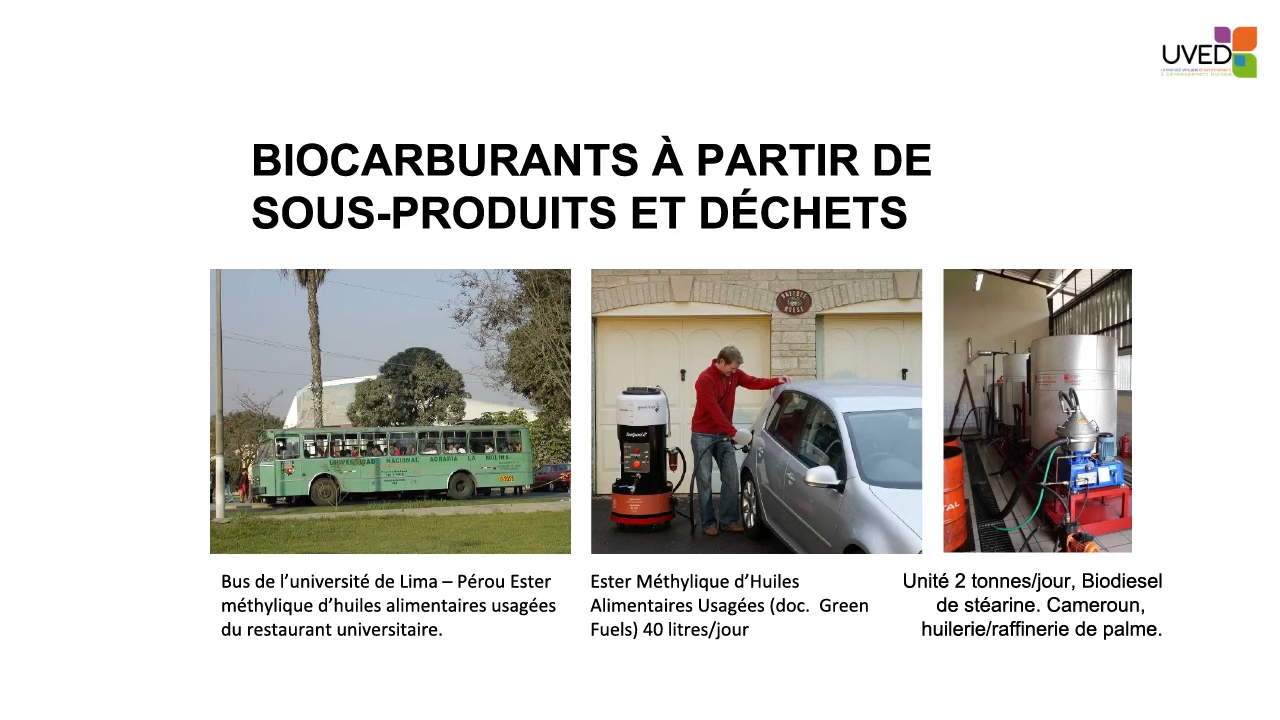 UVED
BIOCARBURANTS À PARTIR DE
SOUS-PRODUITS ET DÉCHETS
UNIVERSIDAD NACIONAL AGRARIA LA MOLINA
Bus de l’université de Lima – Pérou Ester
méthylique d’huiles alimentaires usagées
du restaurant universitaire.
Ester Méthylique d’Huiles
Alimentaires Usagées (doc. Green
Fuels) 40 litres/jour
Unité 2 tonnes/jour, Biodiesel
de stéarine. Cameroun,
huilerie/raffinerie de palme.